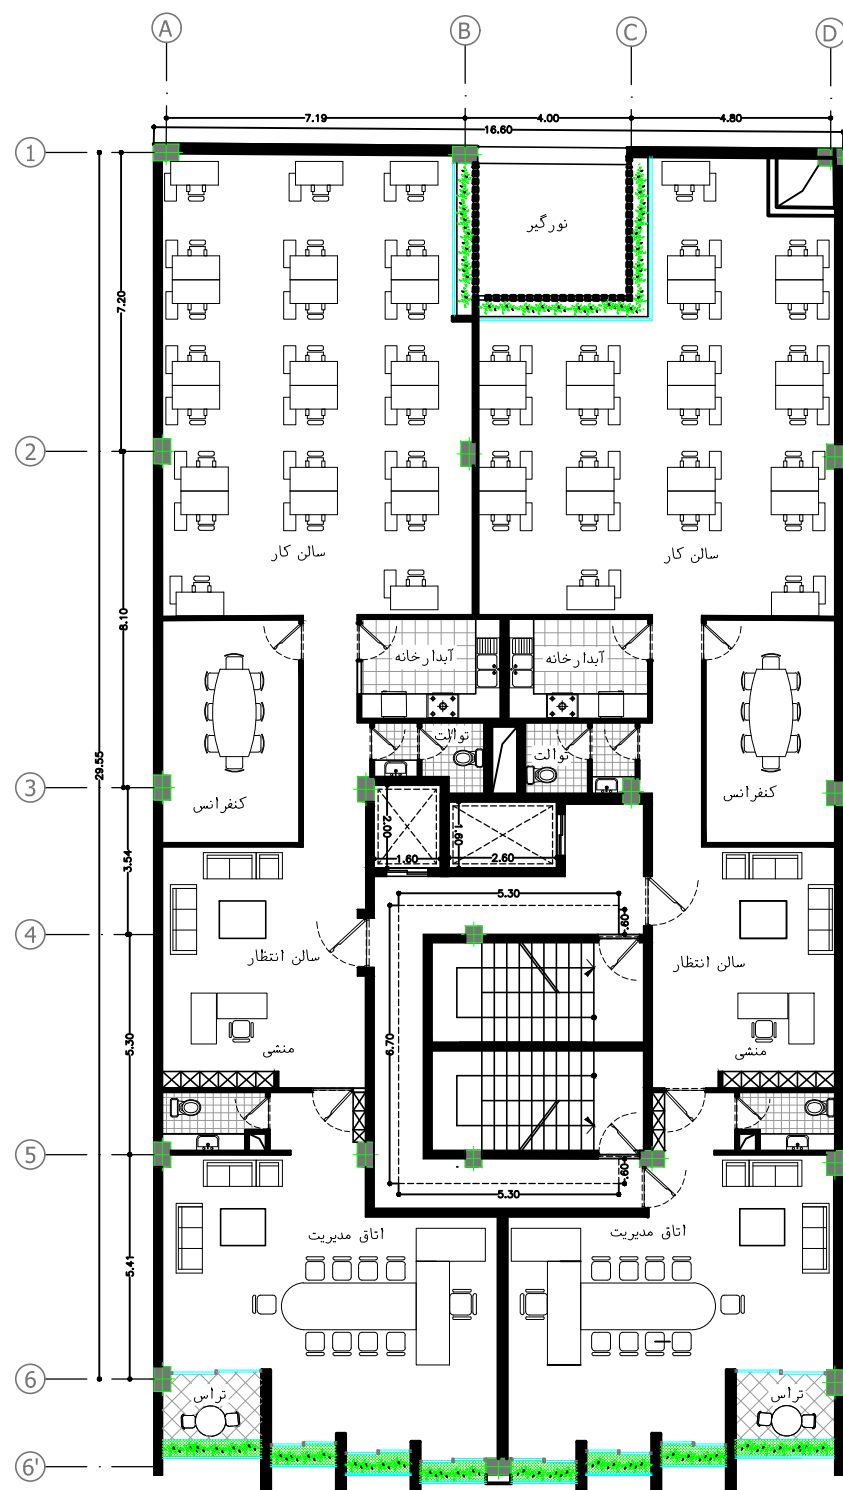 A B C D
7.19 4.00 4.80
16.60
1
نورگیر
7.20
2
سالن کار سالن کار
8.10
آبدارخانه آبدارخانه
توالت توالت
29.55
3
کنفرانس کنفرانس
2.00 1.60
1.60 2.60
3.54
5.30
.60
4
سالن انتظار سالن انتظار
6.70
5.30
منشی منشی
5
.60
5.30
اتاق مدیریت اتاق مدیریت
5.41
6
تراس تراس
6'